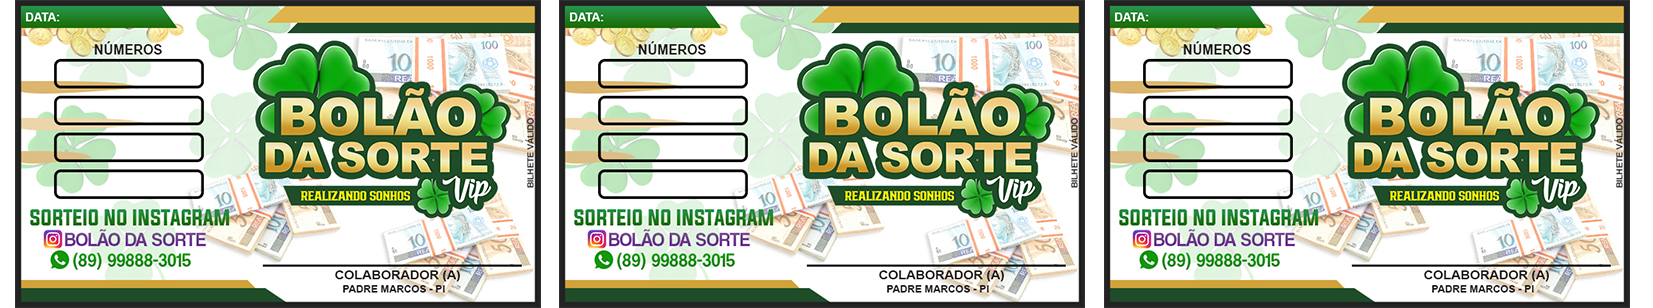 DATA:
NÚMEROS
BOLÃO
DA SORTE
Vip
REALIZANDO SONHOS
BILHETE VÁLIDO
SORTEIO NO INSTAGRAM
BOLÃO DA SORTE
(89) 99888-3015
COLABORADOR (A)
PADRE MARCOS - PI
DATA:
NÚMEROS
BOLÃO
DA SORTE
Vip
REALIZANDO SONHOS
BILHETE VÁLIDO
SORTEIO NO INSTAGRAM
BOLÃO DA SORTE
(89) 99888-3015
COLABORADOR (A)
PADRE MARCOS - PI
DATA:
NÚMEROS
BOLÃO
DA SORTE
Vip
REALIZANDO SONHOS
BILHETE VÁLIDO
SORTEIO NO INSTAGRAM
BOLÃO DA SORTE
(89) 99888-3015
COLABORADOR (A)
PADRE MARCOS - PI